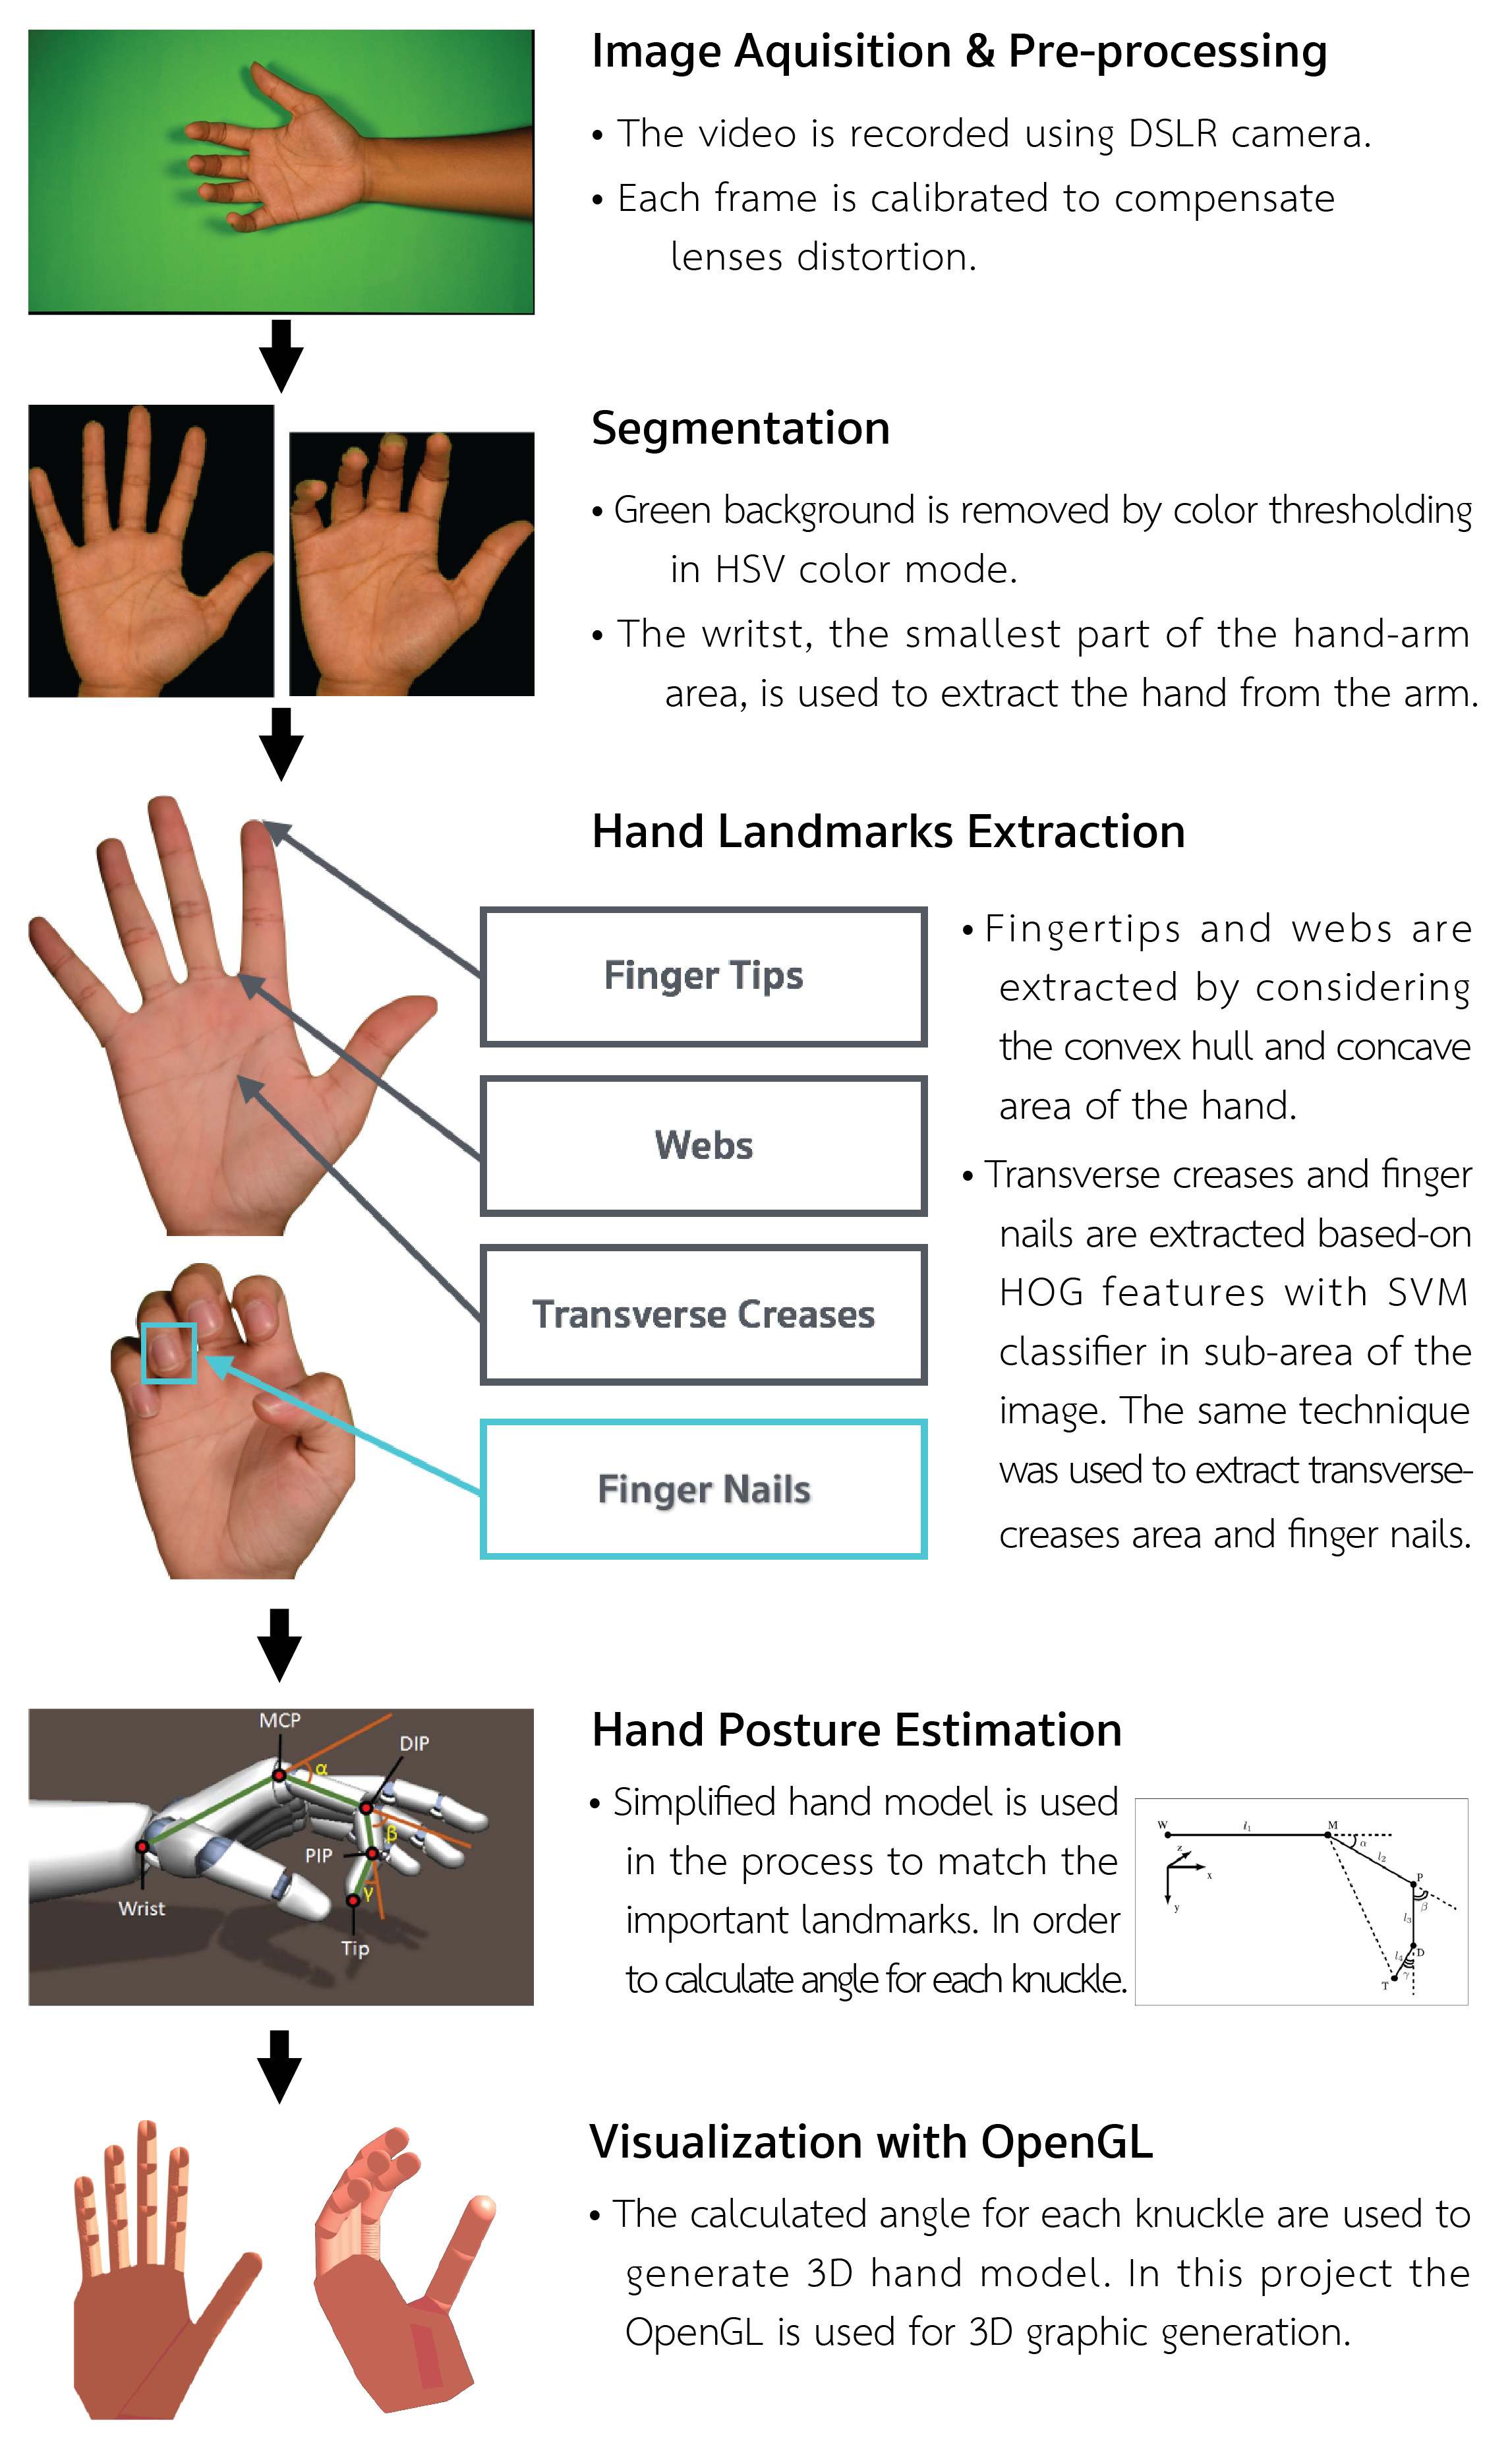 Image Aquisition & Pre-processing
• The video is recorded using DSLR camera.
• Each frame is calibrated to compensate
lenses distortion.
Segmentation
• Green background is removed by color thresholding
in HSV color mode.
• The writst, the smallest part of the hand-arm
area, is used to extract the hand from the arm.
Hand Landmarks Extraction
Finger Tips
Webs
Transverse Creases
Finger Nails
• Fingertips and webs are
extracted by considering
the convex hull and concave
area of the hand.
• Transverse creases and finger
nails are extracted based-on
HOG features with SVM
classifier in sub-area of the
image. The same technique
was used to extract transverse-
creases area and finger nails.
MCP
DIP
α
β
PIP
γ
Wrist
Tip
Hand Posture Estimation
• Simplified hand model is used
in the process to match the
important landmarks. In order
to calculate angle for each knuckle.
W
l₁
M
α
z
x
y
l₂
P
β
l₃
D
l₄
γ
T
Visualization with OpenGL
• The calculated angle for each knuckle are used to
generate 3D hand model. In this project the
OpenGL is used for 3D graphic generation.